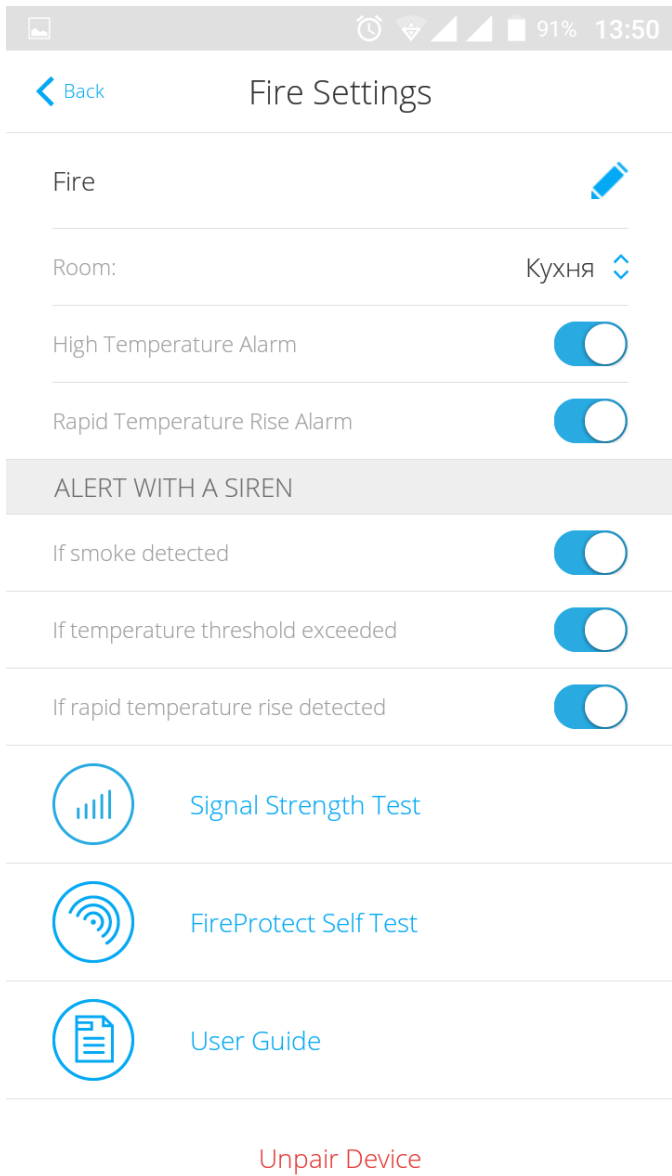 91% 13:50
Back Fire Settings
Fire
Room: Кухня
High Temperature Alarm
Rapid Temperature Rise Alarm
ALERT WITH A SIREN
If smoke detected
If temperature threshold exceeded
If rapid temperature rise detected
Signal Strength Test
FireProtect Self Test
User Guide
Unpair Device